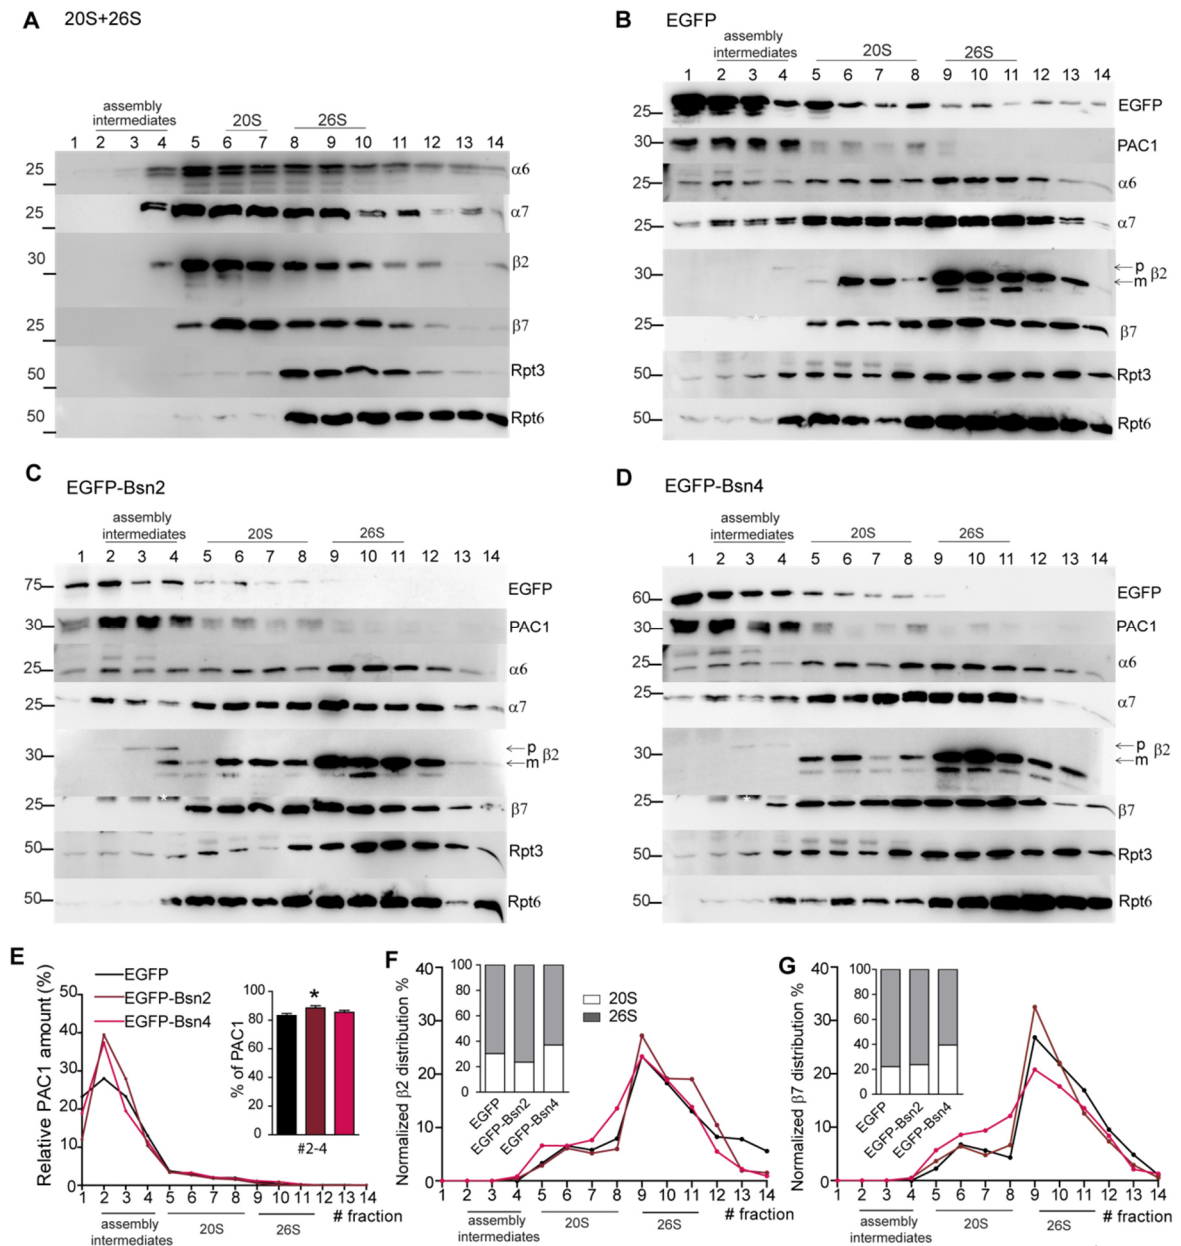 A 20S+26S
assembly
intermediates 20S 26S
1 2 3 4 5 6 7 8 9 10 11 12 13 14
25 α6
25 α7
30 β2
25 β7
50 Rpt3
50 Rpt6
B EGFP
assembly
intermediates 20S 26S
1 2 3 4 5 6 7 8 9 10 11 12 13 14
25 EGFP
30 PAC1
25 α6
25 α7
30 ←p
←m β2
25 β7
50 Rpt3
50 Rpt6
C
EGFP-Bsn2
assembly
intermediates 20S 26S
1 2 3 4 5 6 7 8 9 10 11 12 13 14
75 EGFP
30 PAC1
25 α6
25 α7
30 ←p
←m β2
*
25 β7
50 Rpt3
50 Rpt6
D EGFP-Bsn4
assembly
intermediates 20S 26S
1 2 3 4 5 6 7 8 9 10 11 12 13 14
60 EGFP
30 PAC1
25 α6
25 α7
30 ←p
←m β2
*
25 β7
50 Rpt3
50 Rpt6
E
EGFP
EGFP-Bsn2
EGFP-Bsn4
Relative PAC1 amount (%)
50
40
30
20
10
0
1 2 3 4 5 6 7 8 9 10 11 12 13 14
# fraction
assembly
intermediates
20S
26S
% of PAC1
100
80
60
40
20
0
*
#2-4
F
Normalized β2 distribution %
40
30
20
10
0
1 2 3 4 5 6 7 8 9 10 11 12 13 14
# fraction
assembly
intermediates
20S
26S
100
80
60
40
20
0
EGFP
EGFP-Bsn2
EGFP-Bsn4
20S
26S
G
Normalized β7 distribution %
40
30
20
10
0
1 2 3 4 5 6 7 8 9 10 11 12 13 14
# fraction
assembly
intermediates
20S
26S
100
80
60
40
20
0
EGFP
EGFP-Bsn2
EGFP-Bsn4